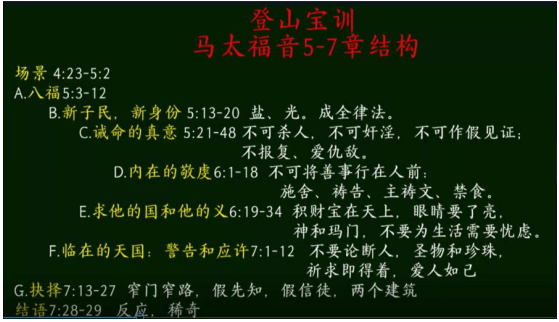 登山宝训
马太福音5-7章结构
场景 4:23-5:2
A.八福5:3-12
B.新子民，新身份 5:13-20 盐、光。成全律法。
C.诫命的真意 5:21-48 不可杀人，不可奸淫，不可作假见证；
不报复、爱仇敌。
D.内在的敬虔6:1-18 不可将善事行在人前：
施舍、祷告、主祷文、禁食。
E.求他的国和他的义6:19-34 积财宝在天上，眼睛要了亮，
神和玛门，不要为生活需要忧虑。
F.临在的天国：警告和应许7:1-12 不要论断人，圣物和珍珠，
祈求即得着，爱人如己
G.抉择7:13-27 窄门窄路，假先知，假信徒，两个建筑
结语7:28-29 反应，稀奇